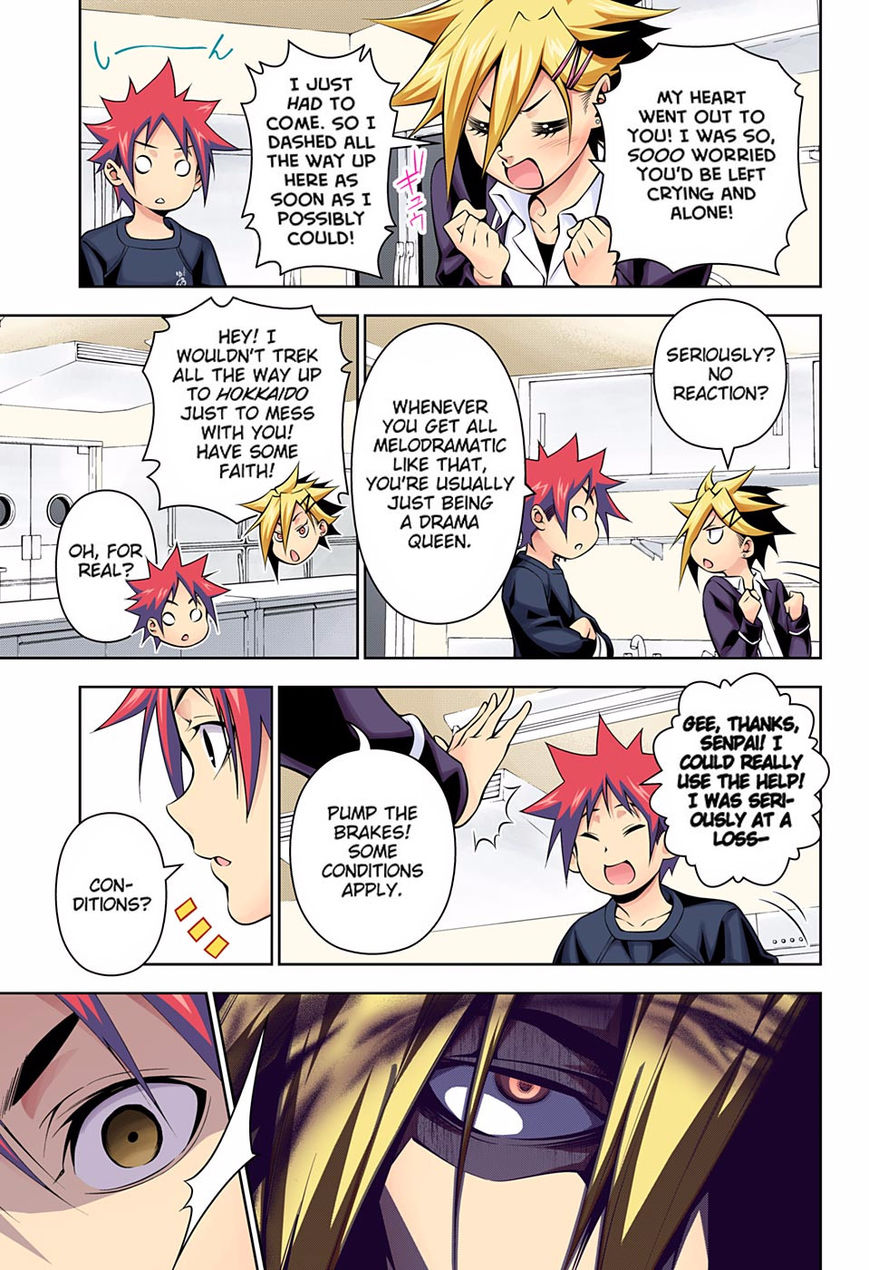 MY HEART
WENT OUT TO
YOU! I WAS SO,
SOOO WORRIED
YOU'D BE LEFT
CRYING AND
ALONE!
ギュウ
I JUST
HAD TO
COME. SO I
DASHED ALL
THE WAY UP
HERE AS
SOON AS I
POSSIBLY
COULD!
しーん
SERIOUSLY?
NO
REACTION?
WHENEVER
YOU GET ALL
MELODRAMATIC
LIKE THAT,
YOU'RE USUALLY
JUST BEING
A DRAMA
QUEEN.
HEY! I
WOULDN'T TREK
ALL THE WAY UP
TO HOKKAIDO
JUST TO MESS
WITH YOU!
HAVE SOME
FAITH!
OH, FOR
REAL?
GEE, THANKS,
SENPAI! I
COULD REALLY
USE THE HELP!
I WAS SERI-
OUSLY AT A
LOSS–
PUMP THE
BRAKES!
SOME
CONDITIONS
APPLY.
CON-
DITIONS?